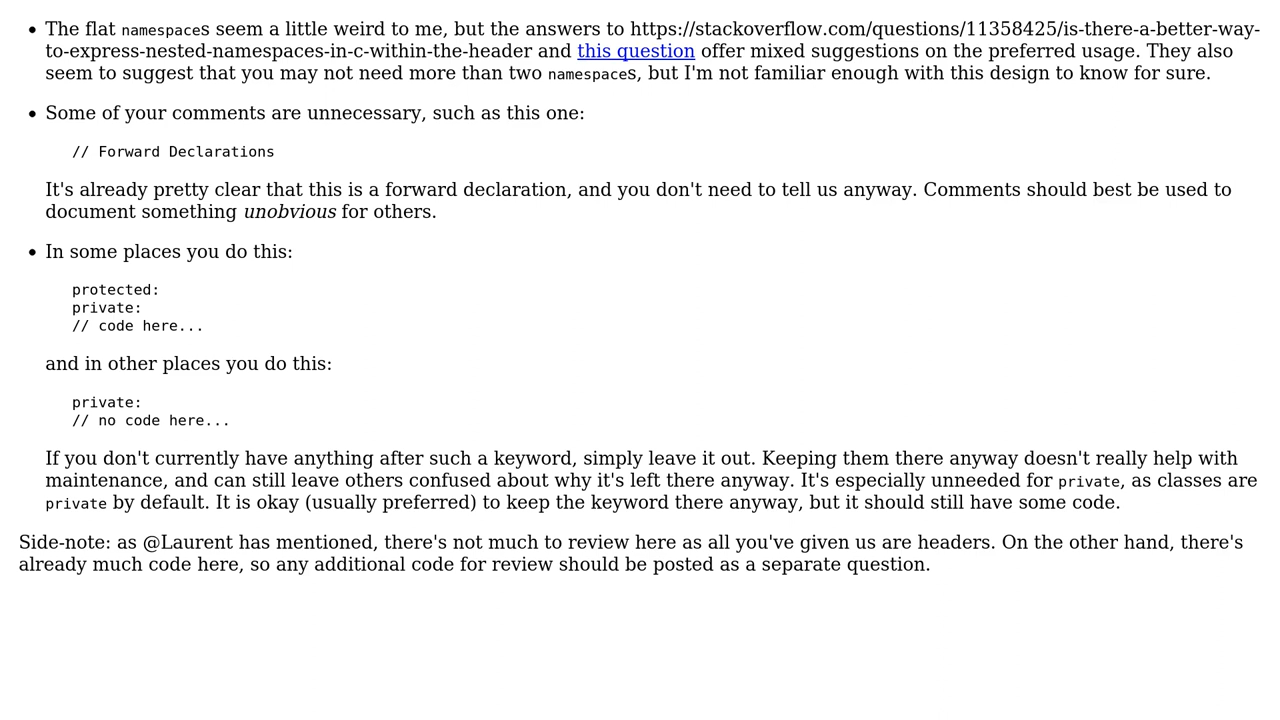 The flat namespaces seem a little weird to me, but the answers to https://stackoverflow.com/questions/11358425/is-there-a-better-way-
to-express-nested-namespaces-in-c-within-the-header and this question offer mixed suggestions on the preferred usage. They also
seem to suggest that you may not need more than two namespaces, but I'm not familiar enough with this design to know for sure.
Some of your comments are unnecessary, such as this one:
// Forward Declarations
It's already pretty clear that this is a forward declaration, and you don't need to tell us anyway. Comments should best be used to
document something unobvious for others.
In some places you do this:
protected:
private:
// code here...
and in other places you do this:
private:
// no code here...
If you don't currently have anything after such a keyword, simply leave it out. Keeping them there anyway doesn't really help with
maintenance, and can still leave others confused about why it's left there anyway. It's especially unneeded for private, as classes are
private by default. It is okay (usually preferred) to keep the keyword there anyway, but it should still have some code.
Side-note: as @Laurent has mentioned, there's not much to review here as all you've given us are headers. On the other hand, there's
already much code here, so any additional code for review should be posted as a separate question.